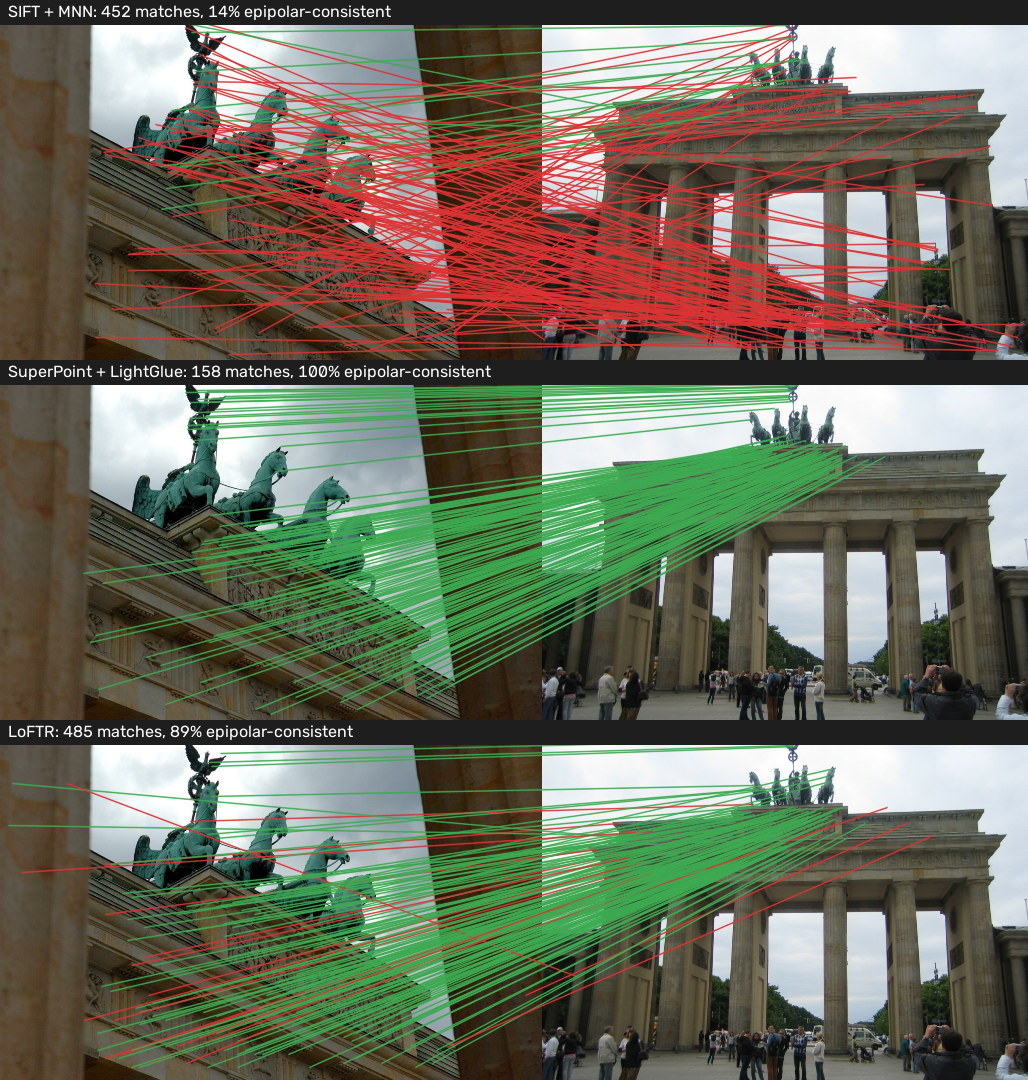 SIFT + MNN: 452 matches, 14% epipolar-consistent
SuperPoint + LightGlue: 158 matches, 100% epipolar-consistent
LoFTR: 485 matches, 89% epipolar-consistent